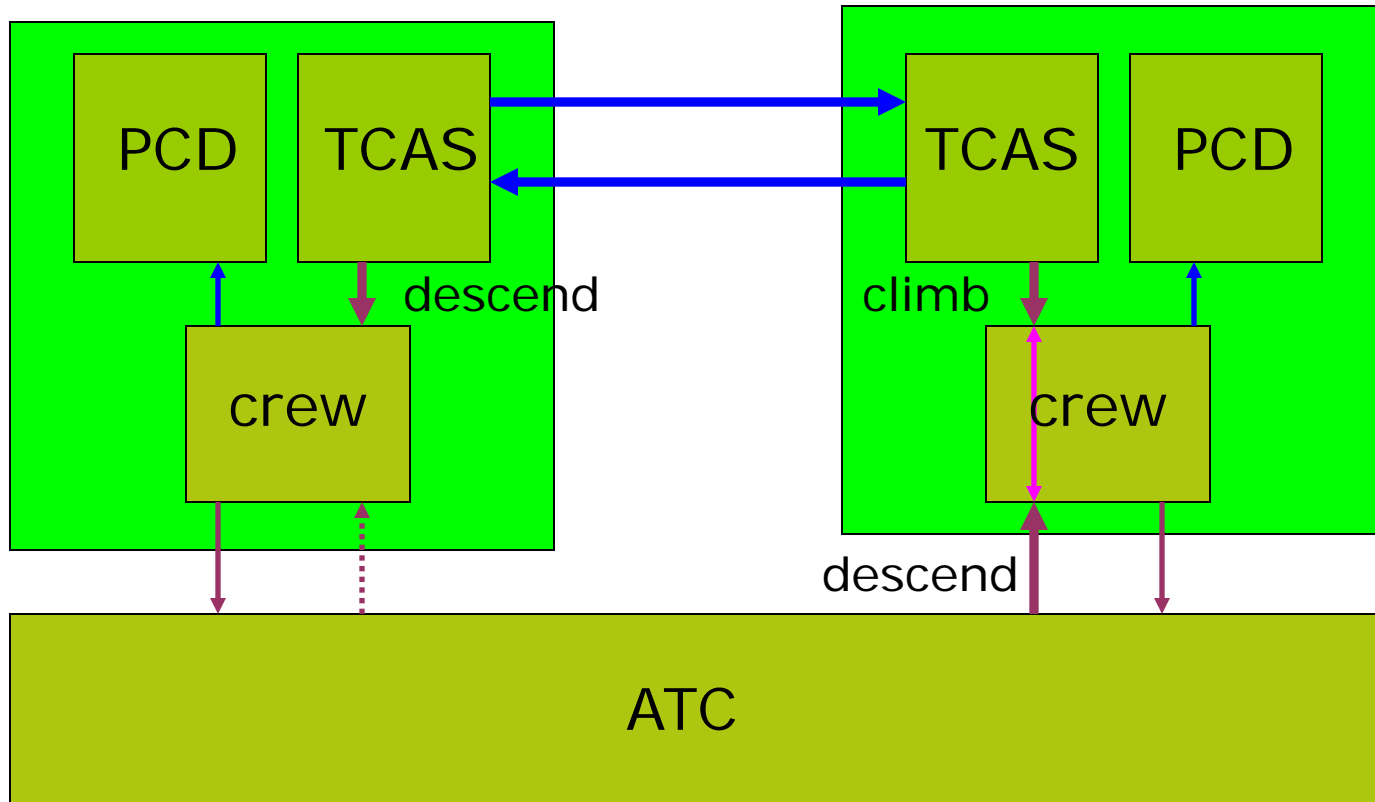 PCD
TCAS
TCAS
PCD
descend
climb
crew
crew
descend
ATC